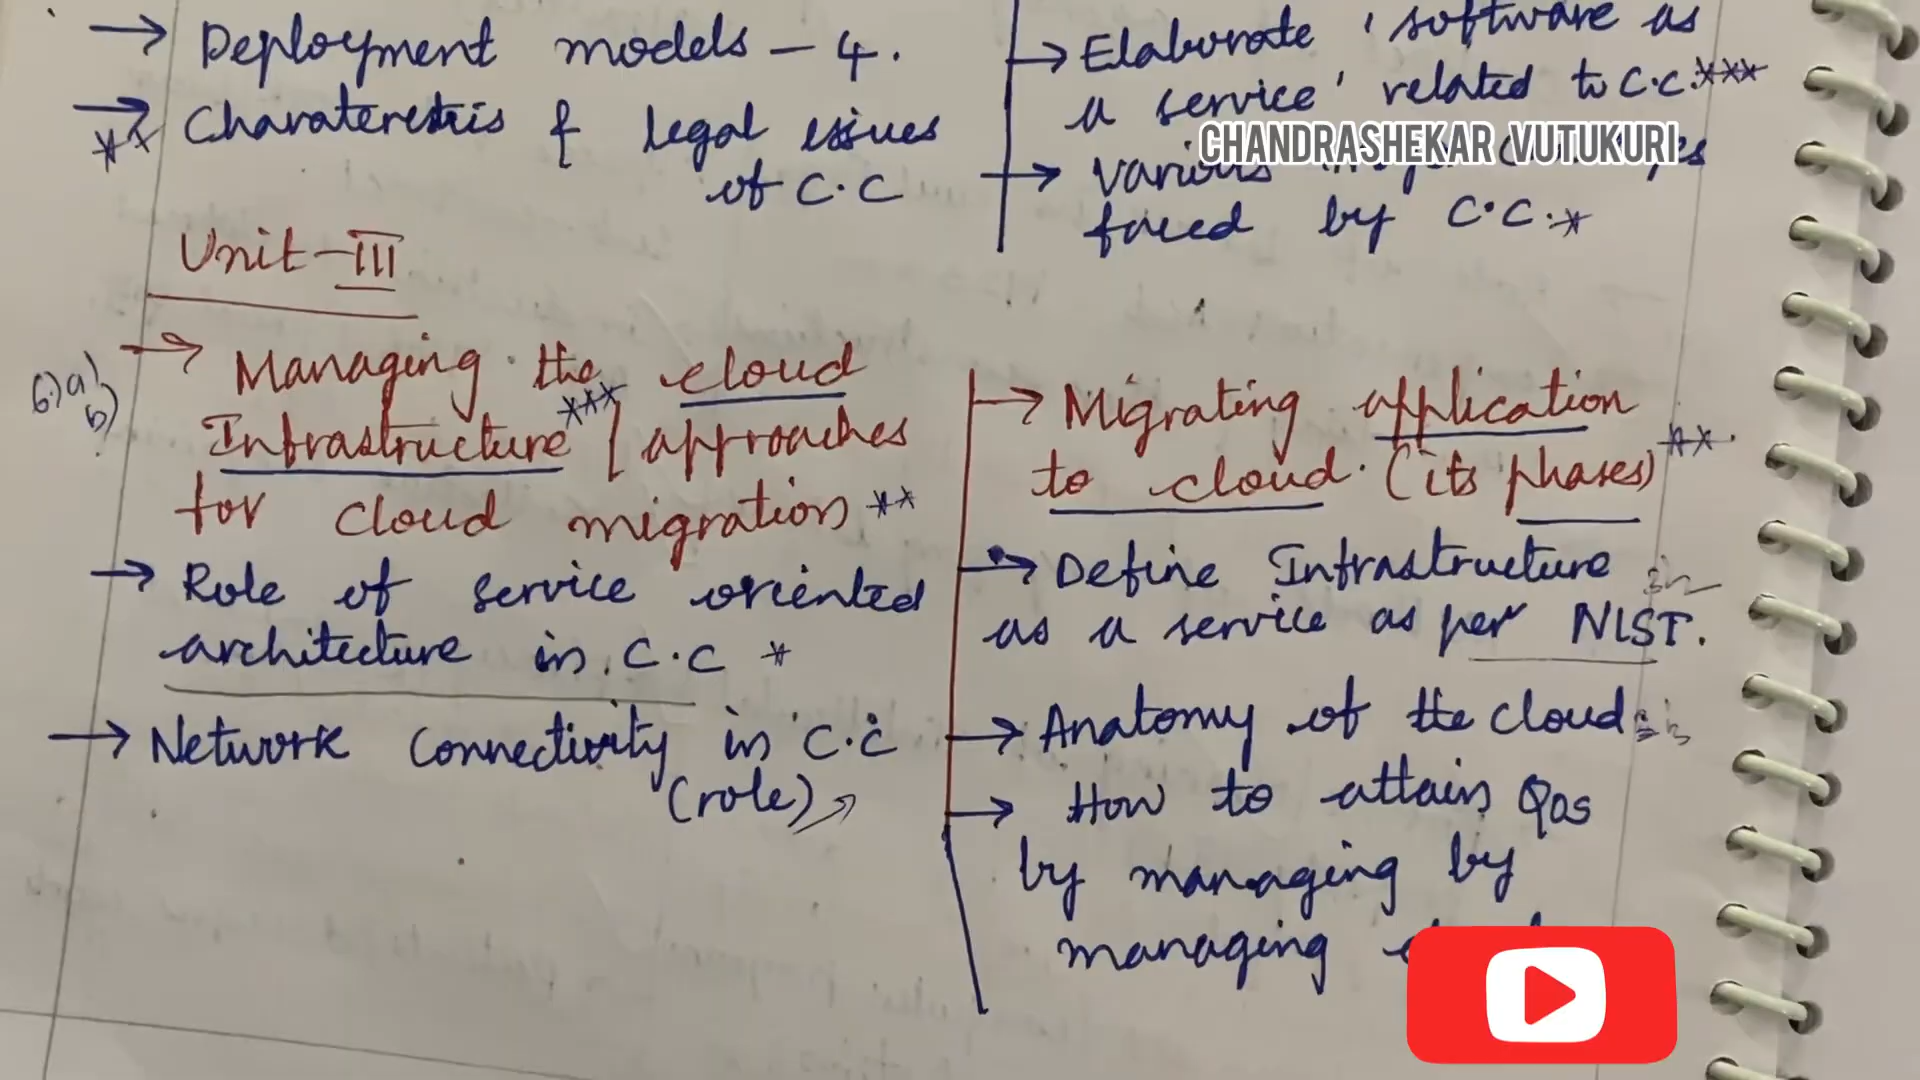 → Deployment models – 4.
→ Charateristis & legal issues
**
of C.C
→ Elaborate 'software as
a service' related to C.C. ***
CHANDRASHEKAR VUTUKURI
→ Various
faced by C.C. *
Unit – III
6.) a)
b)
→ Managing the cloud
Infrastructure *** / approaches
for cloud migration **
→ Role of service oriented
architecture in C.C *
→ Network connectivity in C.C
(role)
→ Migrating application
to cloud. (its phases) **
→ Define Infrastructure
as a service as per NIST.
→ Anatomy of the cloud
→ How to attain QOS
by managing by
managing